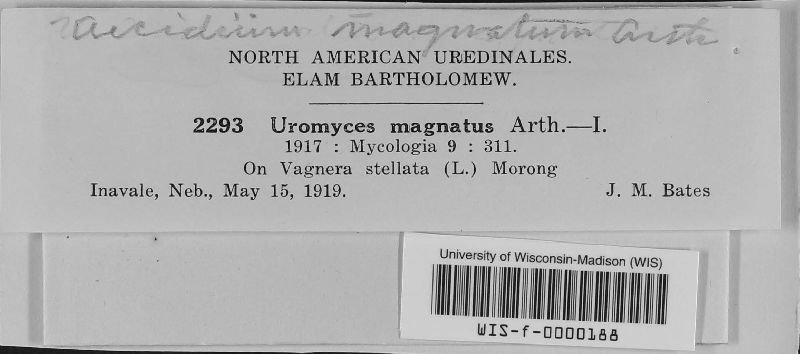 Aecidium magnatum Arth
NORTH AMERICAN UREDINALES.
ELAM BARTHOLOMEW.
2293 Uromyces magnatus Arth.—I.
1917 : Mycologia 9 : 311.
On Vagnera stellata (L.) Morong
Inavale, Neb., May 15, 1919. J. M. Bates
University of Wisconsin-Madison (WIS)
WIS-f-0000188